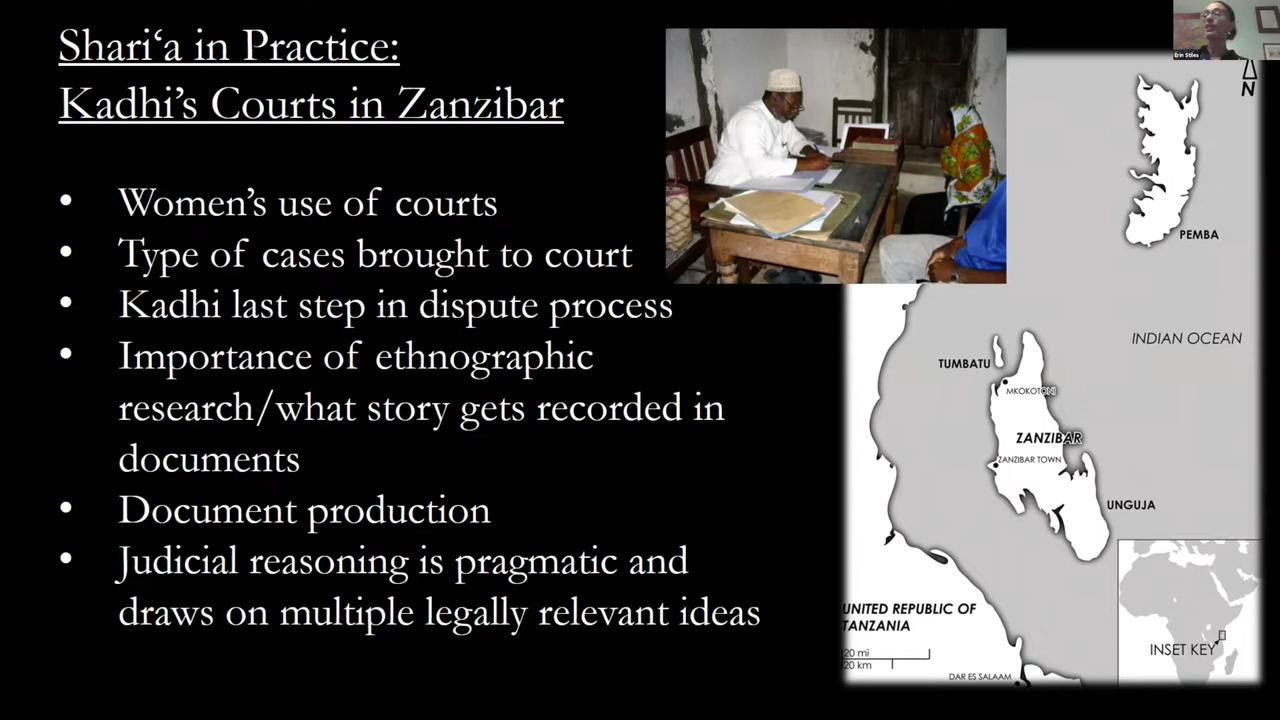 Shari‘a in Practice:
Kadhi’s Courts in Zanzibar
• Women’s use of courts
• Type of cases brought to court
• Kadhi last step in dispute process
• Importance of ethnographic
research/what story gets recorded in
documents
• Document production
• Judicial reasoning is pragmatic and
draws on multiple legally relevant ideas
Erin Stiles
N
PEMBA
INDIAN OCEAN
TUMBATU
MKOKOTONI
ZANZIBAR
ZANZIBAR TOWN
UNGUJA
UNITED REPUBLIC OF
TANZANIA
20 mi
20 km
DAR ES SALAAM
INSET KEY